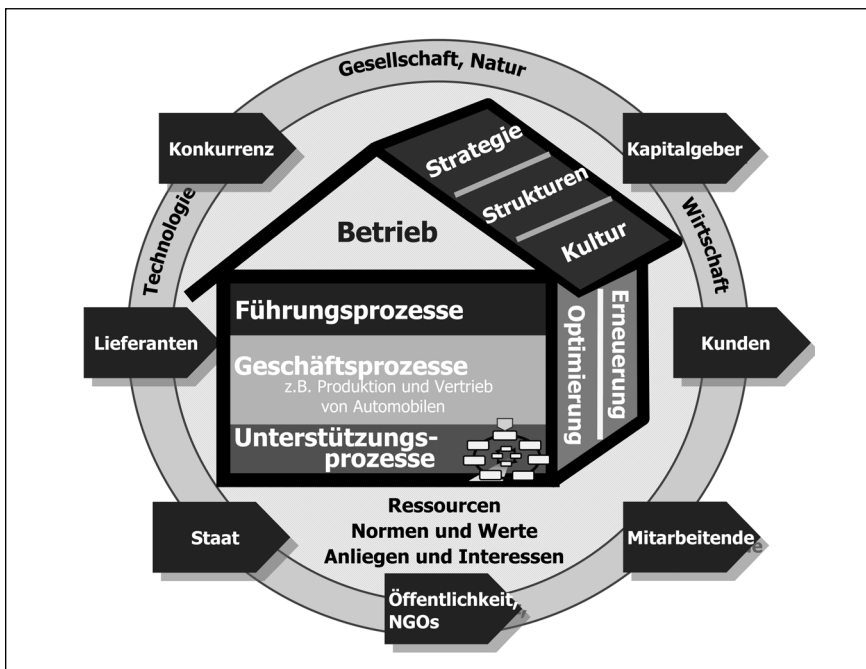 Gesellschaft, Natur
Konkurrenz
Kapitalgeber
Strategie
Strukturen
Kultur
Technologie
Wirtschaft
Betrieb
Führungsprozesse
Lieferanten
Kunden
Geschäftsprozesse
z.B. Produktion und Vertrieb
von Automobilen
Optimierung
Erneuerung
Unterstützungs-
prozesse
Ressourcen
Normen und Werte
Anliegen und Interessen
Staat
Mitarbeitende
Öffentlichkeit,
NGOs